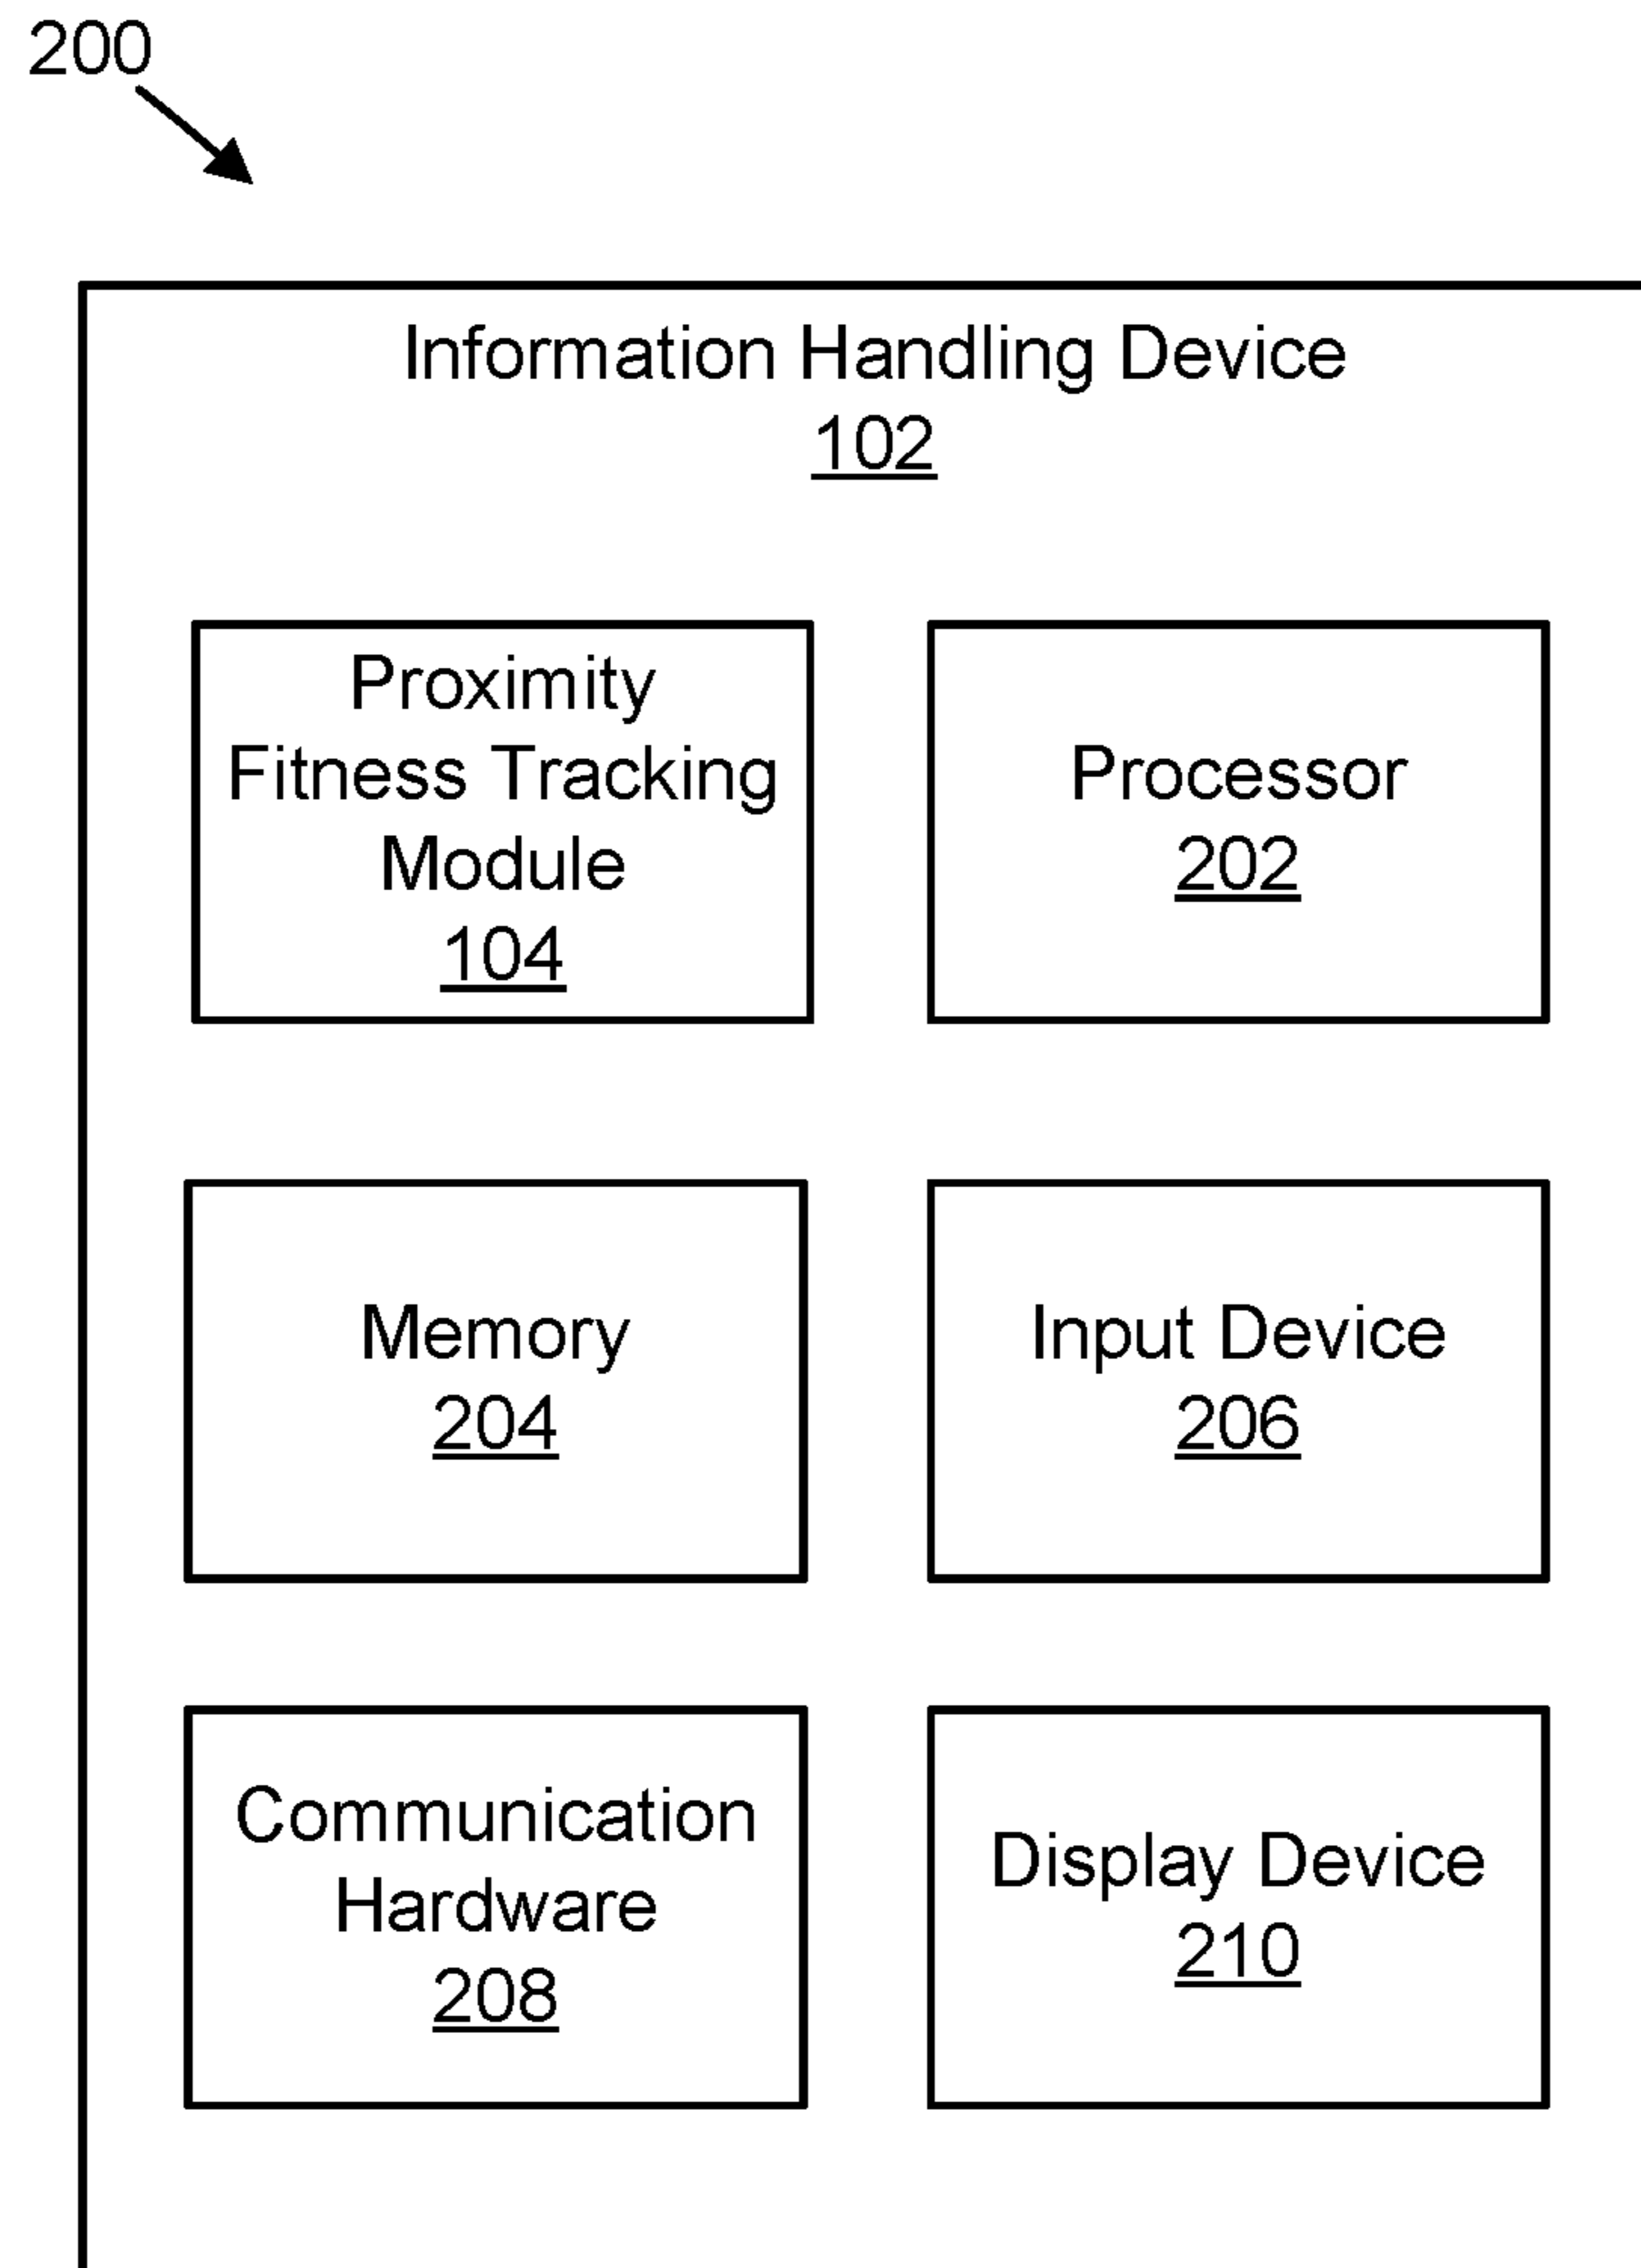 200
Information Handling Device
102
Proximity
Fitness Tracking
Module
104
Processor
202
Memory
204
Input Device
206
Communication
Hardware
208
Display Device
210